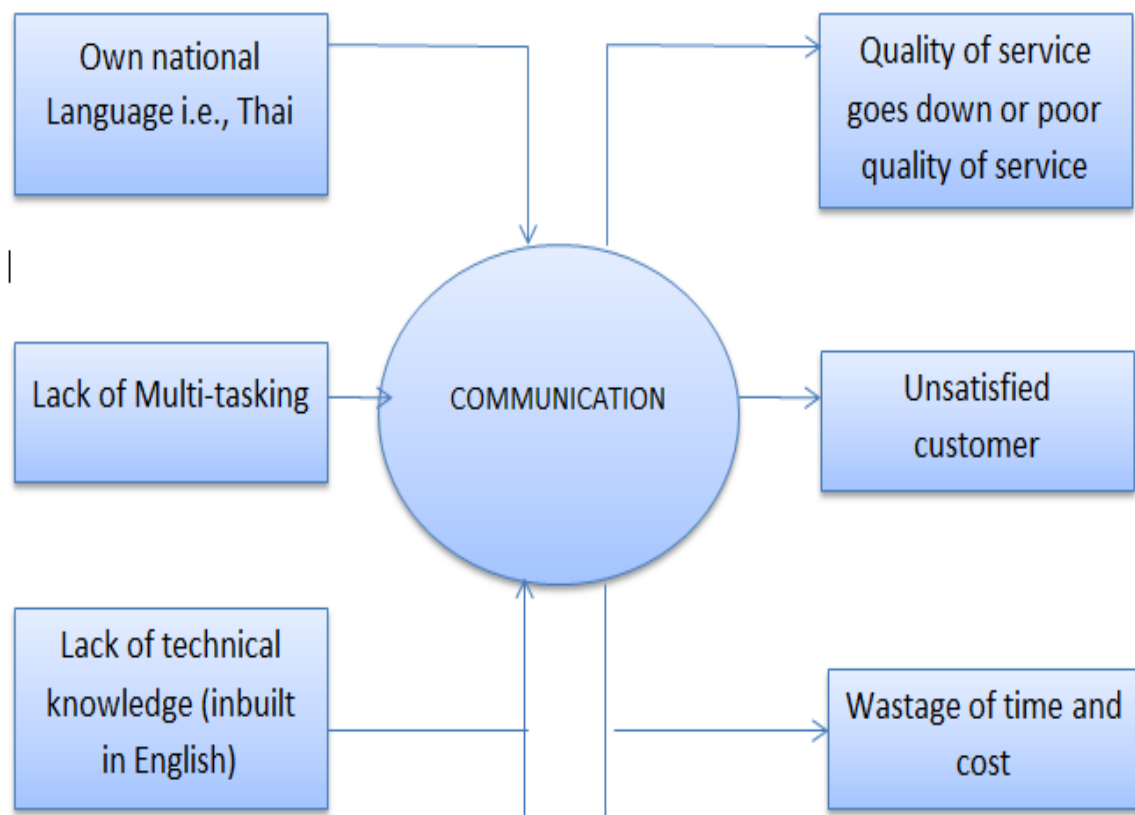 Own national
Language i.e., Thai
Quality of service
goes down or poor
quality of service
Lack of Multi-tasking
COMMUNICATION
Unsatisfied
customer
Lack of technical
knowledge (inbuilt
in English)
Wastage of time and
cost